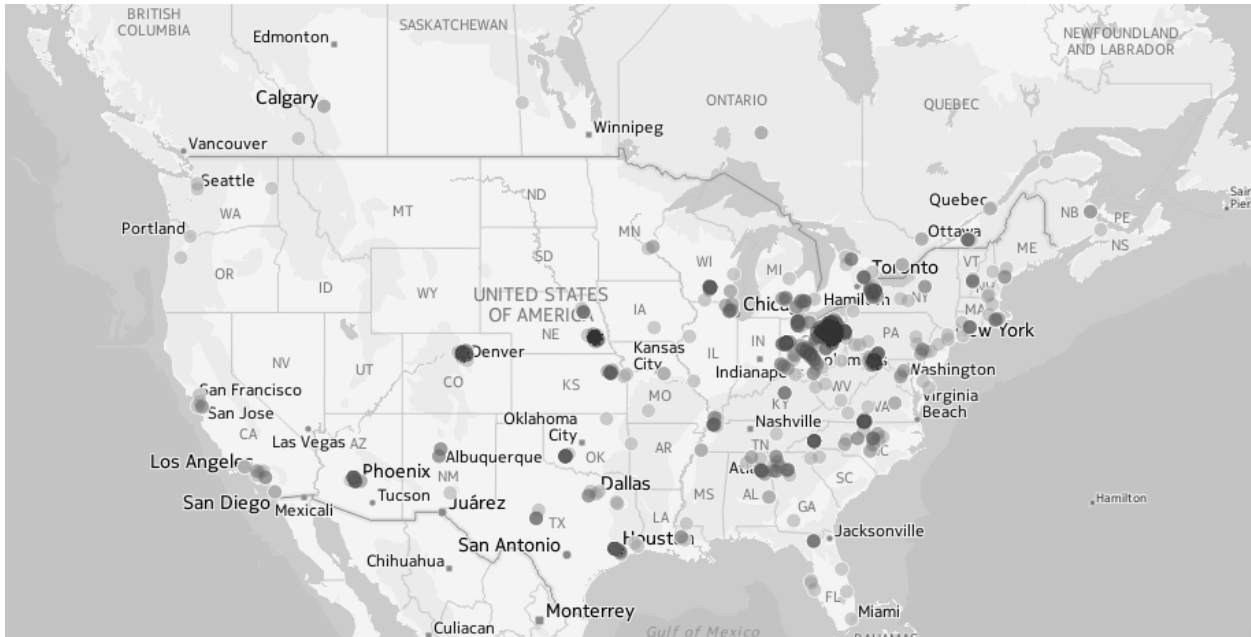 BRITISH
COLUMBIA
SASKATCHEWAN
Edmonton
NEWFOUNDLAND
AND LABRADOR
Calgary
ONTARIO
QUEBEC
Winnipeg
Vancouver
Seattle
WA
ND
MT
Quebec
NB
PE
Portland
MN
Ottawa
ME
NS
OR
SD
WI
MI
VT
Toronto
ID
WY
UNITED STATES
OF AMERICA
IA
NE
NY
MA
New York
NV
UT
Denver
CO
IL
IN
PA
Kansas
City
KS
MO
WV
Washington
San Francisco
San Jose
KY
VA
Virginia
Beach
CA
Las Vegas
AZ
Oklahoma
City
OK
AR
Nashville
TN
Los Angeles
Phoenix
Albuquerque
NM
SC
San Diego
Mexicali
Tucson
Juárez
Dallas
MS
AL
GA
Hamilton
TX
LA
San Antonio
Houston
Jacksonville
Chihuahua
FL
Monterrey
Miami
Culiacan
Gulf of Mexico
BAHAMAS